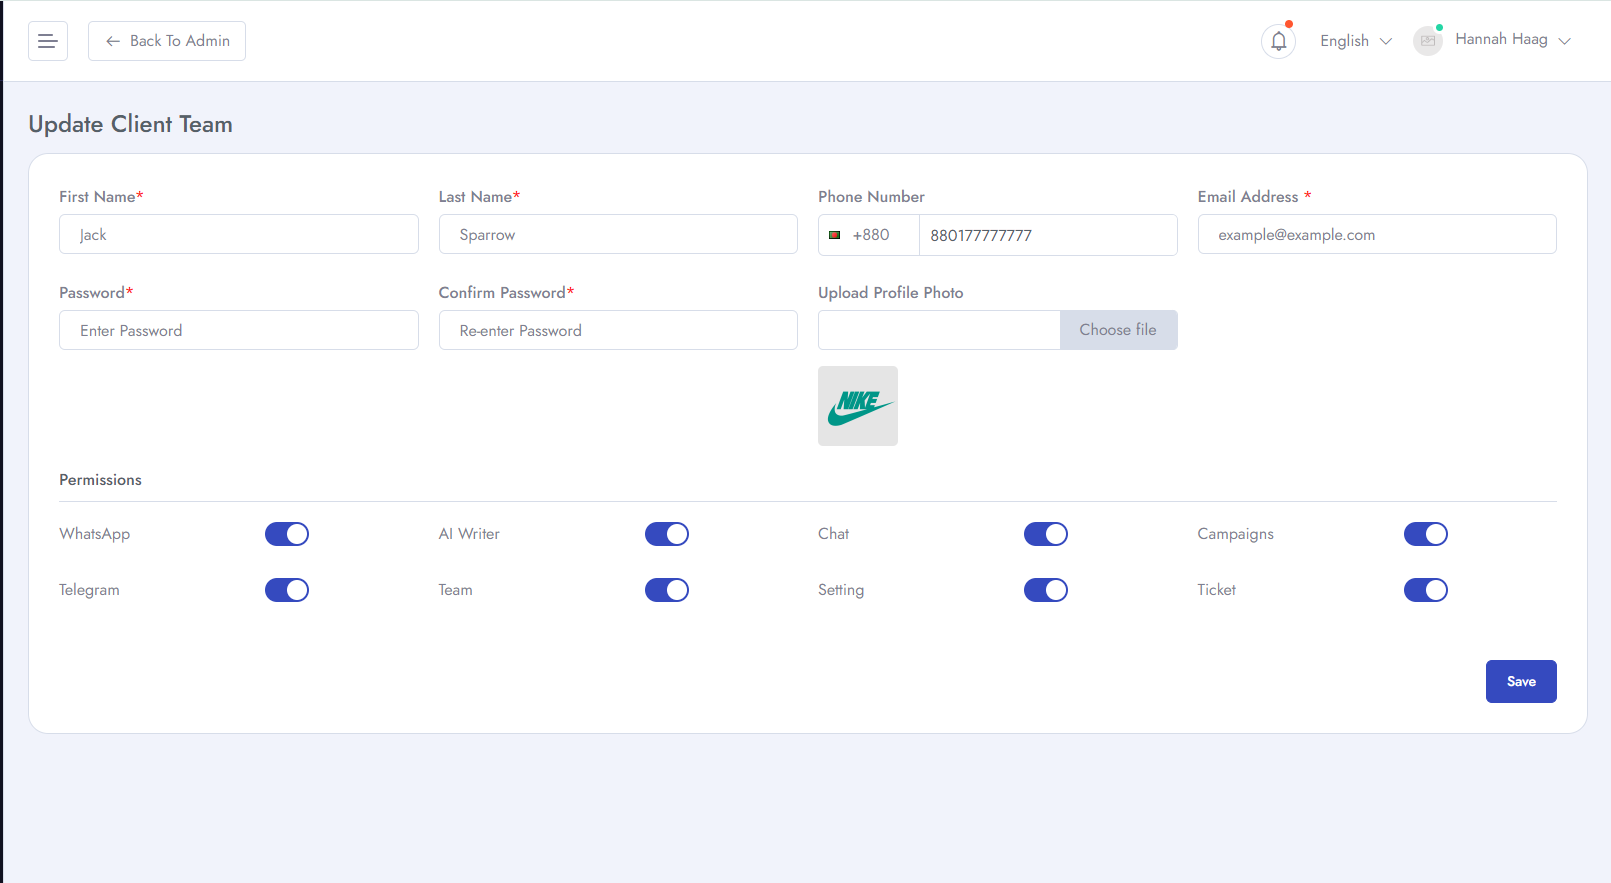 Back To Admin
English
Hannah Haag
Update Client Team
First Name*
Last Name*
Phone Number
Email Address *
Jack
Sparrow
+880
880177777777
example@example.com
Password*
Confirm Password*
Upload Profile Photo
Enter Password
Re-enter Password
Choose file
NIKE
Permissions
WhatsApp
AI Writer
Chat
Campaigns
Telegram
Team
Setting
Ticket
Save